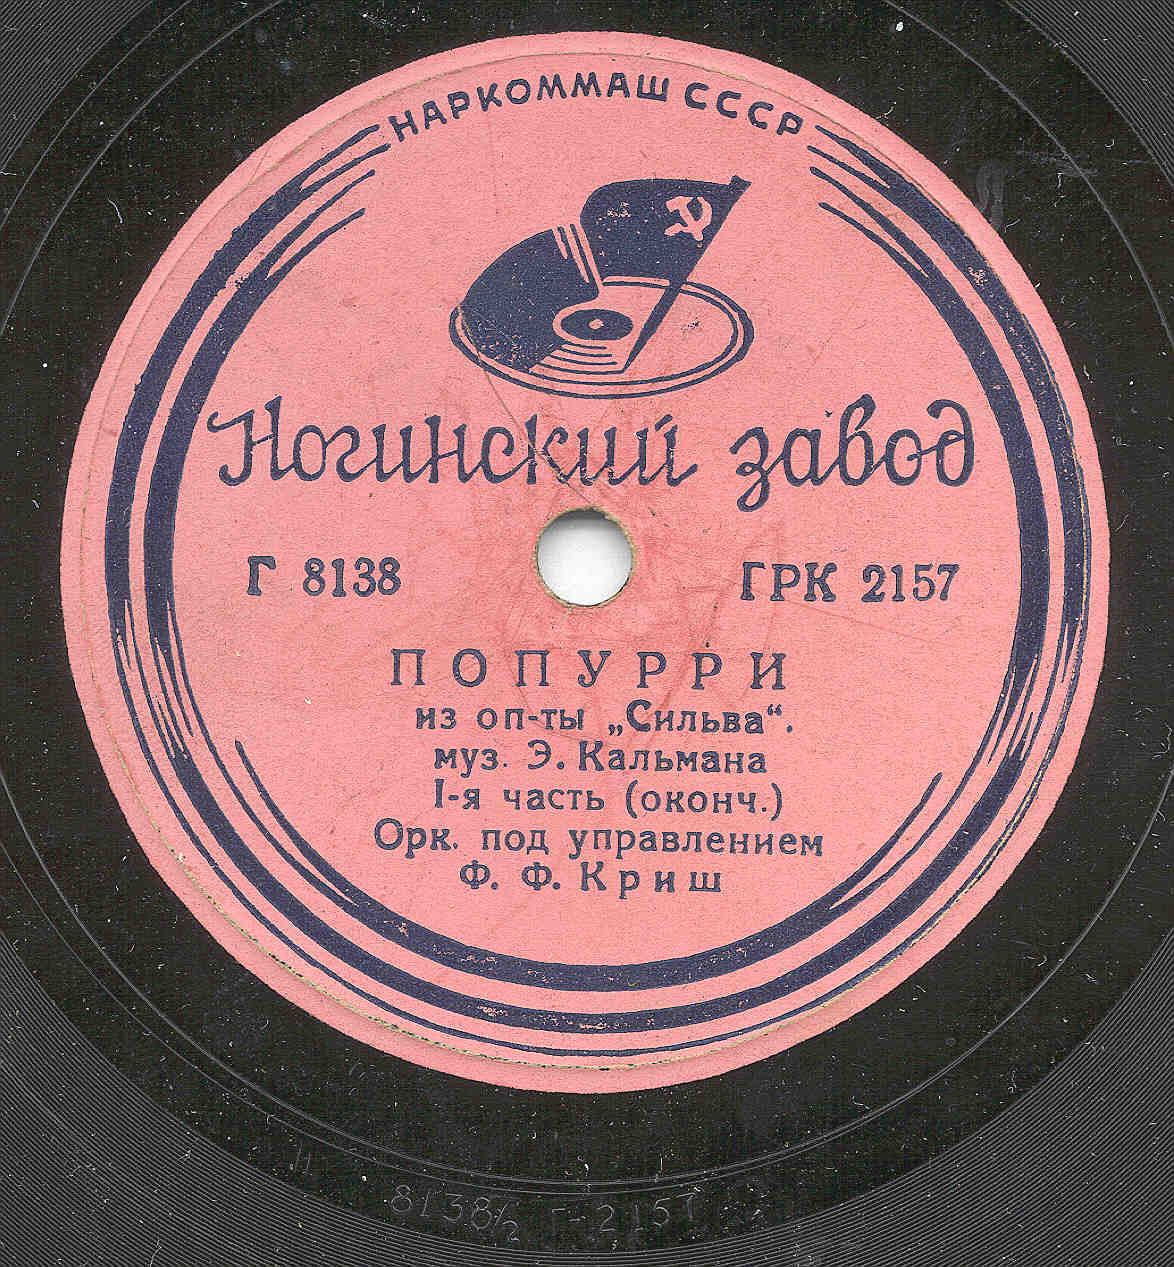 НАРКОММАШ СССР
Ногинский завод
Г 8138
ГРК 2157
ПОПУРРИ
из оп-ты „Сильва“.
муз. Э. Кальмана
I-я часть (оконч.)
Орк. под управлением
Ф. Ф. Криш
8138/2 Г-2157